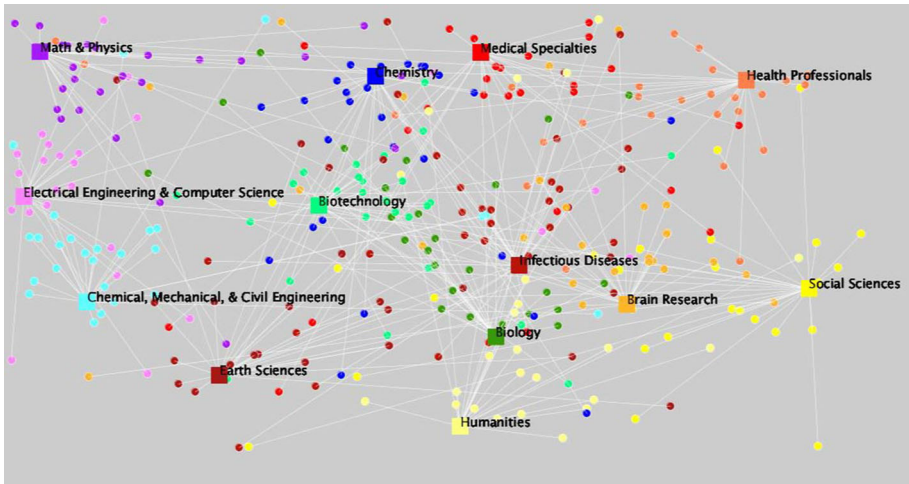 Math & Physics
Medical Specialties
Chemistry
Health Professionals
Electrical Engineering & Computer Science
Biotechnology
Infectious Diseases
Social Sciences
Chemical, Mechanical, & Civil Engineering
Brain Research
Biology
Earth Sciences
Humanities